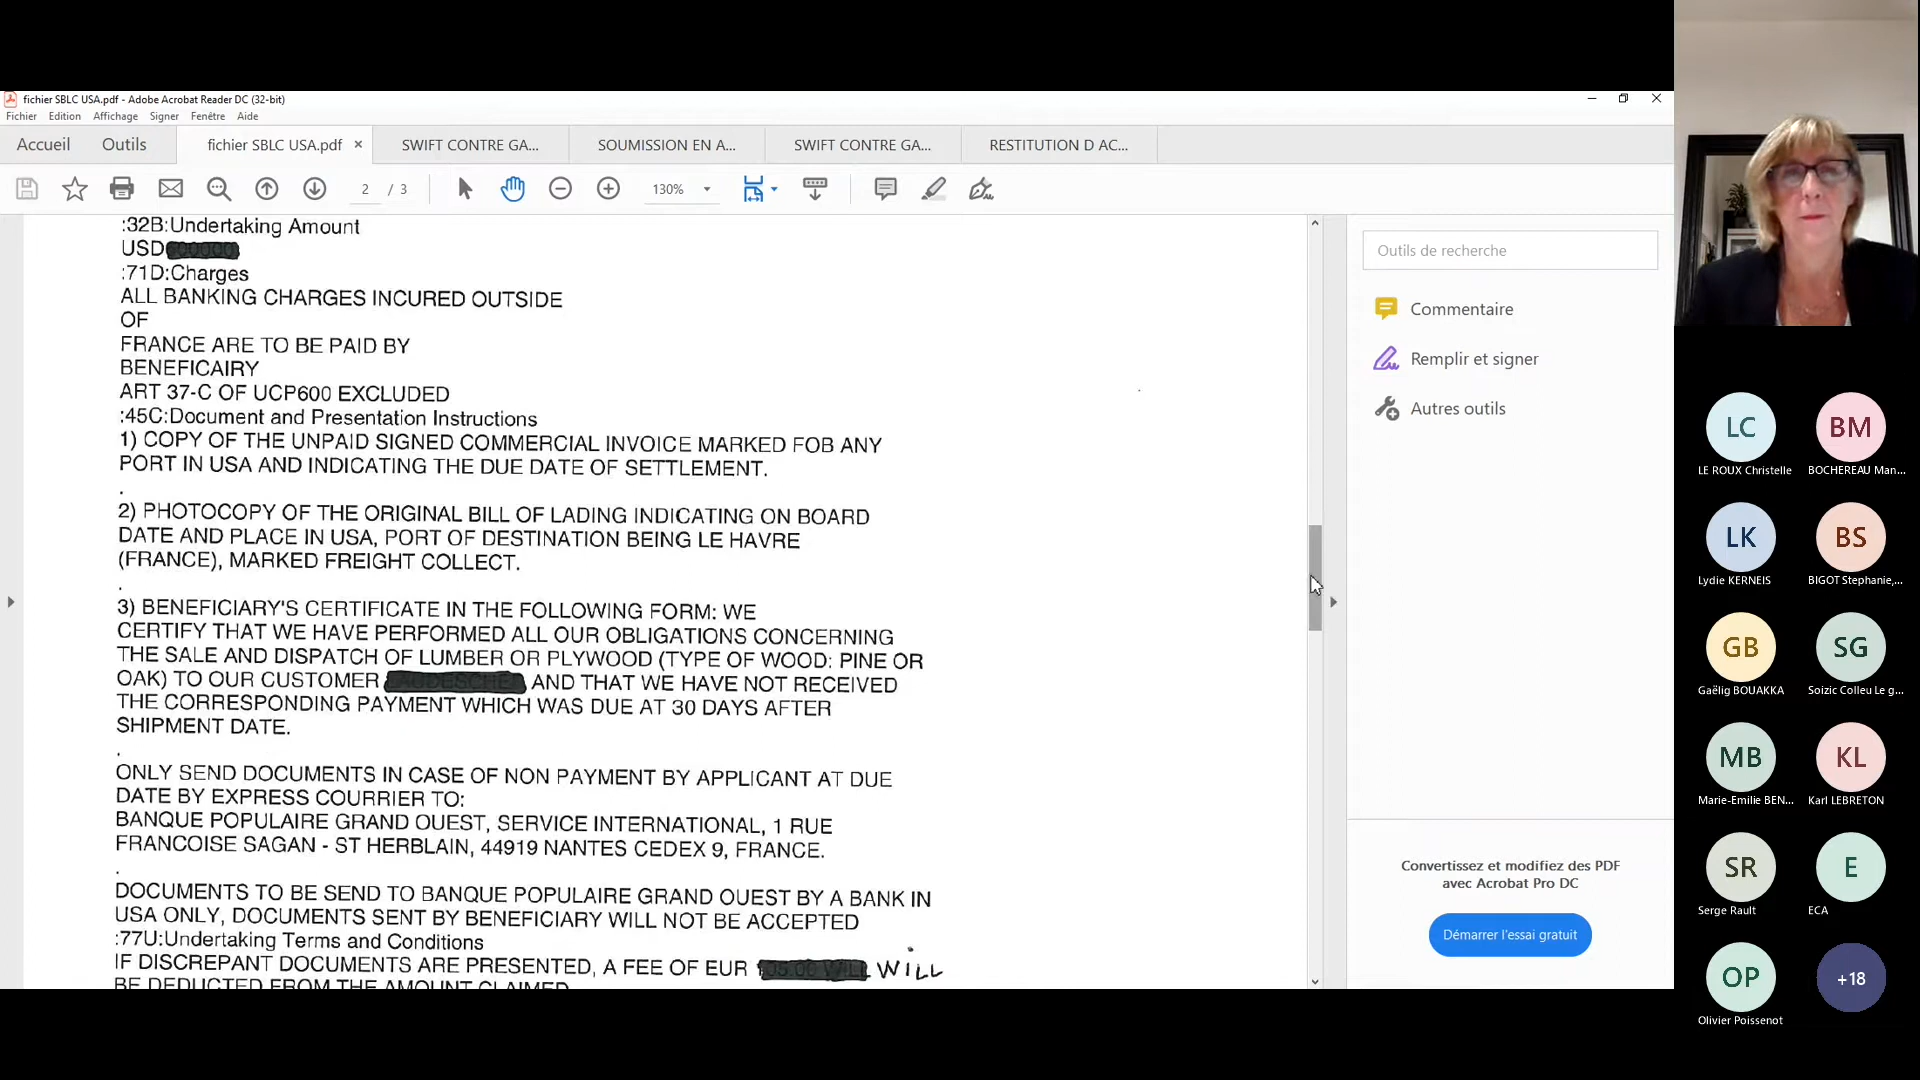 fichier SBLC USA.pdf - Adobe Acrobat Reader DC (32-bit)
Fichier Edition Affichage Signer Fenêtre Aide
Accueil Outils fichier SBLC USA.pdf × SWIFT CONTRE GA... SOUMISSION EN A... SWIFT CONTRE GA... RESTITUTION D AC...
2 / 3 130%
:32B:Undertaking Amount
USD
:71D:Charges
ALL BANKING CHARGES INCURED OUTSIDE
OF
FRANCE ARE TO BE PAID BY
BENEFICAIRY
ART 37-C OF UCP600 EXCLUDED
:45C:Document and Presentation Instructions
1) COPY OF THE UNPAID SIGNED COMMERCIAL INVOICE MARKED FOB ANY
PORT IN USA AND INDICATING THE DUE DATE OF SETTLEMENT.
.
2) PHOTOCOPY OF THE ORIGINAL BILL OF LADING INDICATING ON BOARD
DATE AND PLACE IN USA, PORT OF DESTINATION BEING LE HAVRE
(FRANCE), MARKED FREIGHT COLLECT.
.
3) BENEFICIARY'S CERTIFICATE IN THE FOLLOWING FORM: WE
CERTIFY THAT WE HAVE PERFORMED ALL OUR OBLIGATIONS CONCERNING
THE SALE AND DISPATCH OF LUMBER OR PLYWOOD (TYPE OF WOOD: PINE OR
OAK) TO OUR CUSTOMER AND THAT WE HAVE NOT RECEIVED
THE CORRESPONDING PAYMENT WHICH WAS DUE AT 30 DAYS AFTER
SHIPMENT DATE.
.
ONLY SEND DOCUMENTS IN CASE OF NON PAYMENT BY APPLICANT AT DUE
DATE BY EXPRESS COURRIER TO:
BANQUE POPULAIRE GRAND OUEST, SERVICE INTERNATIONAL, 1 RUE
FRANCOISE SAGAN - ST HERBLAIN, 44919 NANTES CEDEX 9, FRANCE.
.
DOCUMENTS TO BE SEND TO BANQUE POPULAIRE GRAND OUEST BY A BANK IN
USA ONLY, DOCUMENTS SENT BY BENEFICIARY WILL NOT BE ACCEPTED
:77U:Undertaking Terms and Conditions
IF DISCREPANT DOCUMENTS ARE PRESENTED, A FEE OF EUR WILL
BE DEDUCTED FROM THE AMOUNT CLAIMED
Outils de recherche
Commentaire
Remplir et signer
Autres outils
Convertissez et modifiez des PDF
avec Acrobat Pro DC
Démarrer l'essai gratuit
LC BM
LE ROUX Christelle BOCHEREAU Man...
LK BS
Lydie KERNEIS BIGOT Stephanie,...
GB SG
Gaëlig BOUAKKA Soizic Colleu Le g...
MB KL
Marie-Emilie BEN... Karl LEBRETON
SR E
Serge Rault ECA
OP +18
Olivier Poissenot